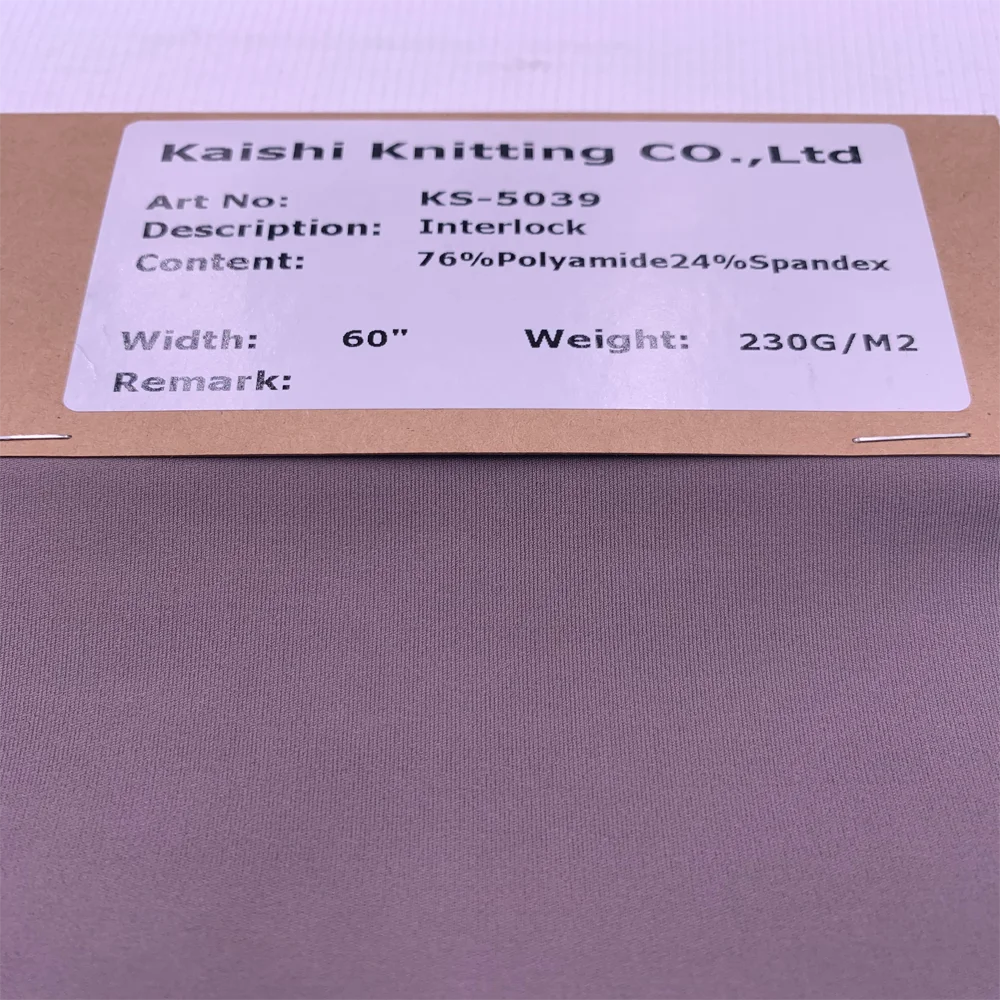 Kaishi Knitting CO.,Ltd
Art No: KS-5039
Description: Interlock
Content: 76%Polyamide24%Spandex
Width: 60" Weight: 230G/M2
Remark: